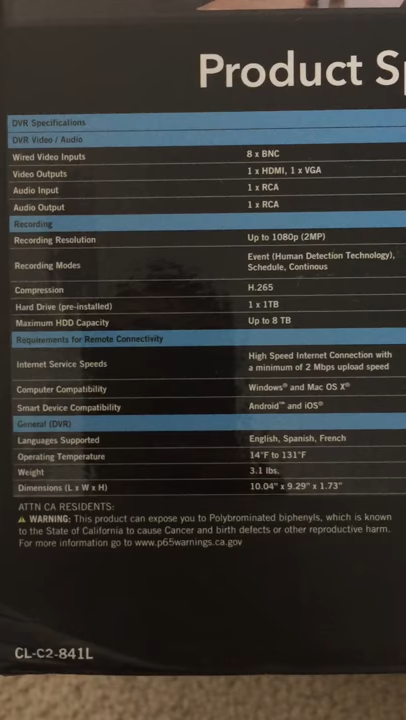 Product S
DVR Specifications
DVR Video / Audio
Wired Video Inputs 8 x BNC
Video Outputs 1 x HDMI, 1 x VGA
Audio Input 1 x RCA
Audio Output 1 x RCA
Recording
Recording Resolution Up to 1080p (2MP)
Recording Modes Event (Human Detection Technology),
Schedule, Continous
Compression H.265
Hard Drive (pre-installed) 1 x 1TB
Maximum HDD Capacity Up to 8 TB
Requirements for Remote Connectivity
Internet Service Speeds High Speed Internet Connection with
a minimum of 2 Mbps upload speed
Computer Compatibility Windows® and Mac OS X®
Smart Device Compatibility Android™ and iOS®
General (DVR)
Languages Supported English, Spanish, French
Operating Temperature 14°F to 131°F
Weight 3.1 lbs.
Dimensions (L x W x H) 10.04" x 9.29" x 1.73"
ATTN CA RESIDENTS:
⚠ WARNING: This product can expose you to Polybrominated biphenyls, which is known
to the State of California to cause Cancer and birth defects or other reproductive harm.
For more information go to www.p65warnings.ca.gov
CL-C2-841L